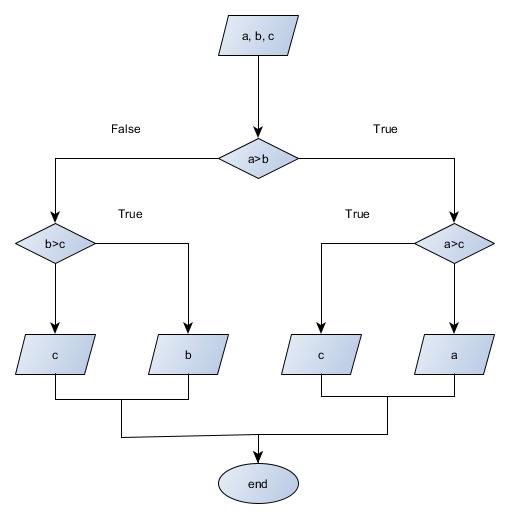 a, b, c
False
True
a>b
True
True
b>c
a>c
c
b
c
a
end